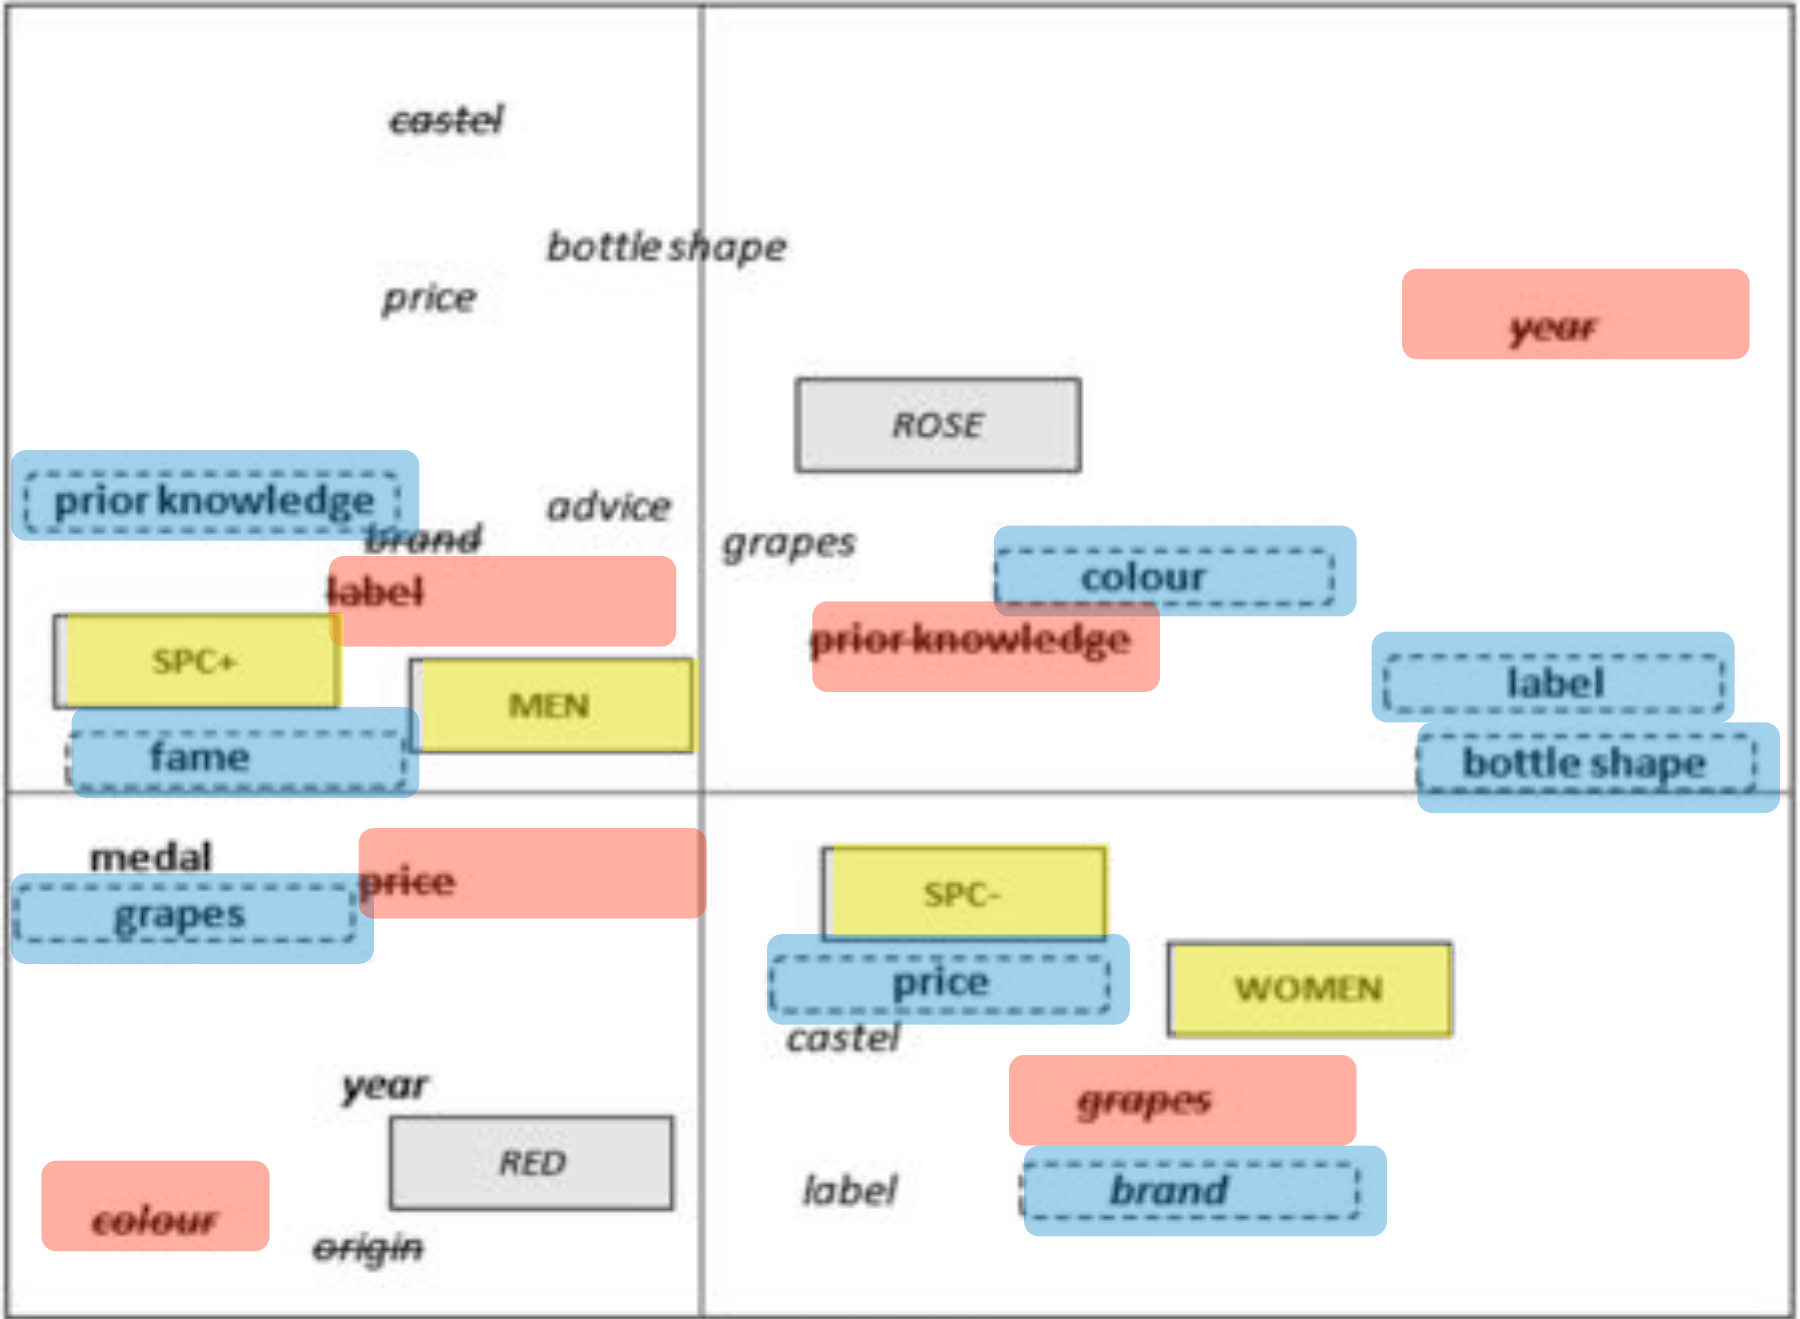 castel
bottle shape
price
year
ROSE
prior knowledge
advice
brand
grapes
colour
label
prior knowledge
SPC+
label
MEN
fame
bottle shape
medal
price
SPC-
grapes
price
WOMEN
castel
year
grapes
RED
label
brand
colour
origin